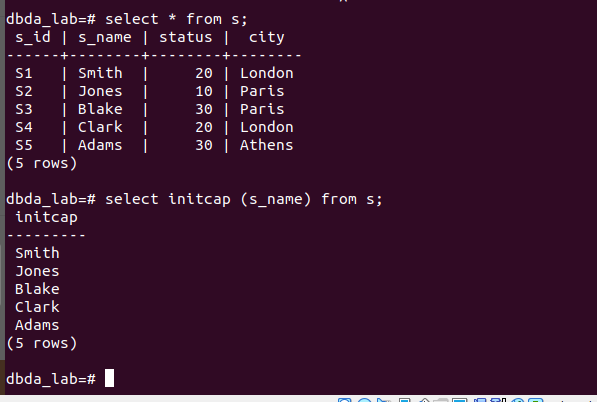 dbda_lab=# select * from s;
 s_id | s_name | status |  city
------+--------+--------+--------
 S1   | Smith  |     20 | London
 S2   | Jones  |     10 | Paris
 S3   | Blake  |     30 | Paris
 S4   | Clark  |     20 | London
 S5   | Adams  |     30 | Athens
(5 rows)

dbda_lab=# select initcap (s_name) from s;
 initcap
---------
 Smith
 Jones
 Blake
 Clark
 Adams
(5 rows)

dbda_lab=#